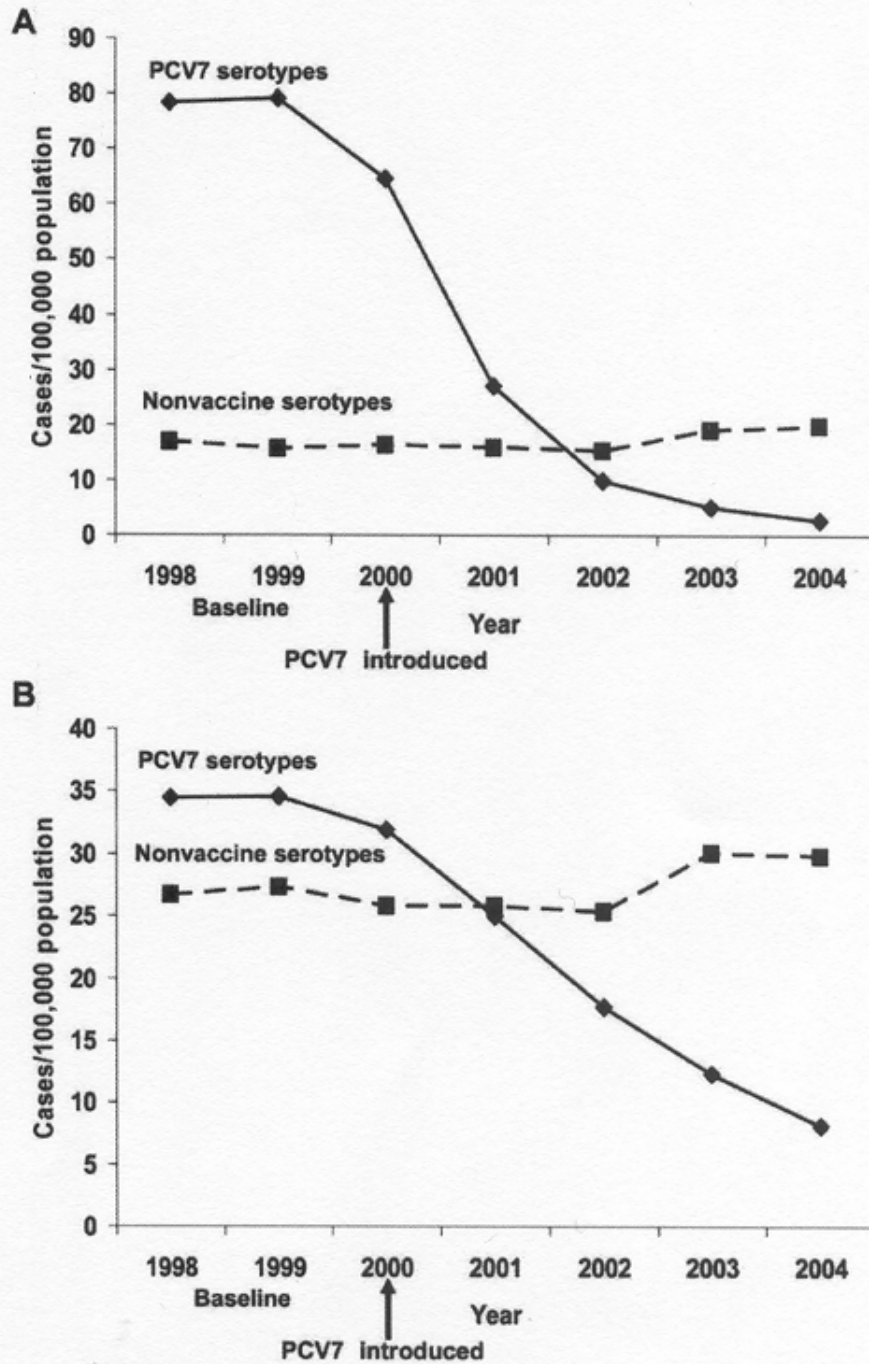 A
90
PCV7 serotypes
80
70
60
50
40
30
Nonvaccine serotypes
20
10
0
Cases/100,000 population
1998 1999 2000 2001 2002 2003 2004
Baseline
Year
PCV7 introduced
B
40
PCV7 serotypes
35
30
Nonvaccine serotypes
25
20
15
10
5
0
Cases/100,000 population
1998 1999 2000 2001 2002 2003 2004
Baseline
Year
PCV7 introduced